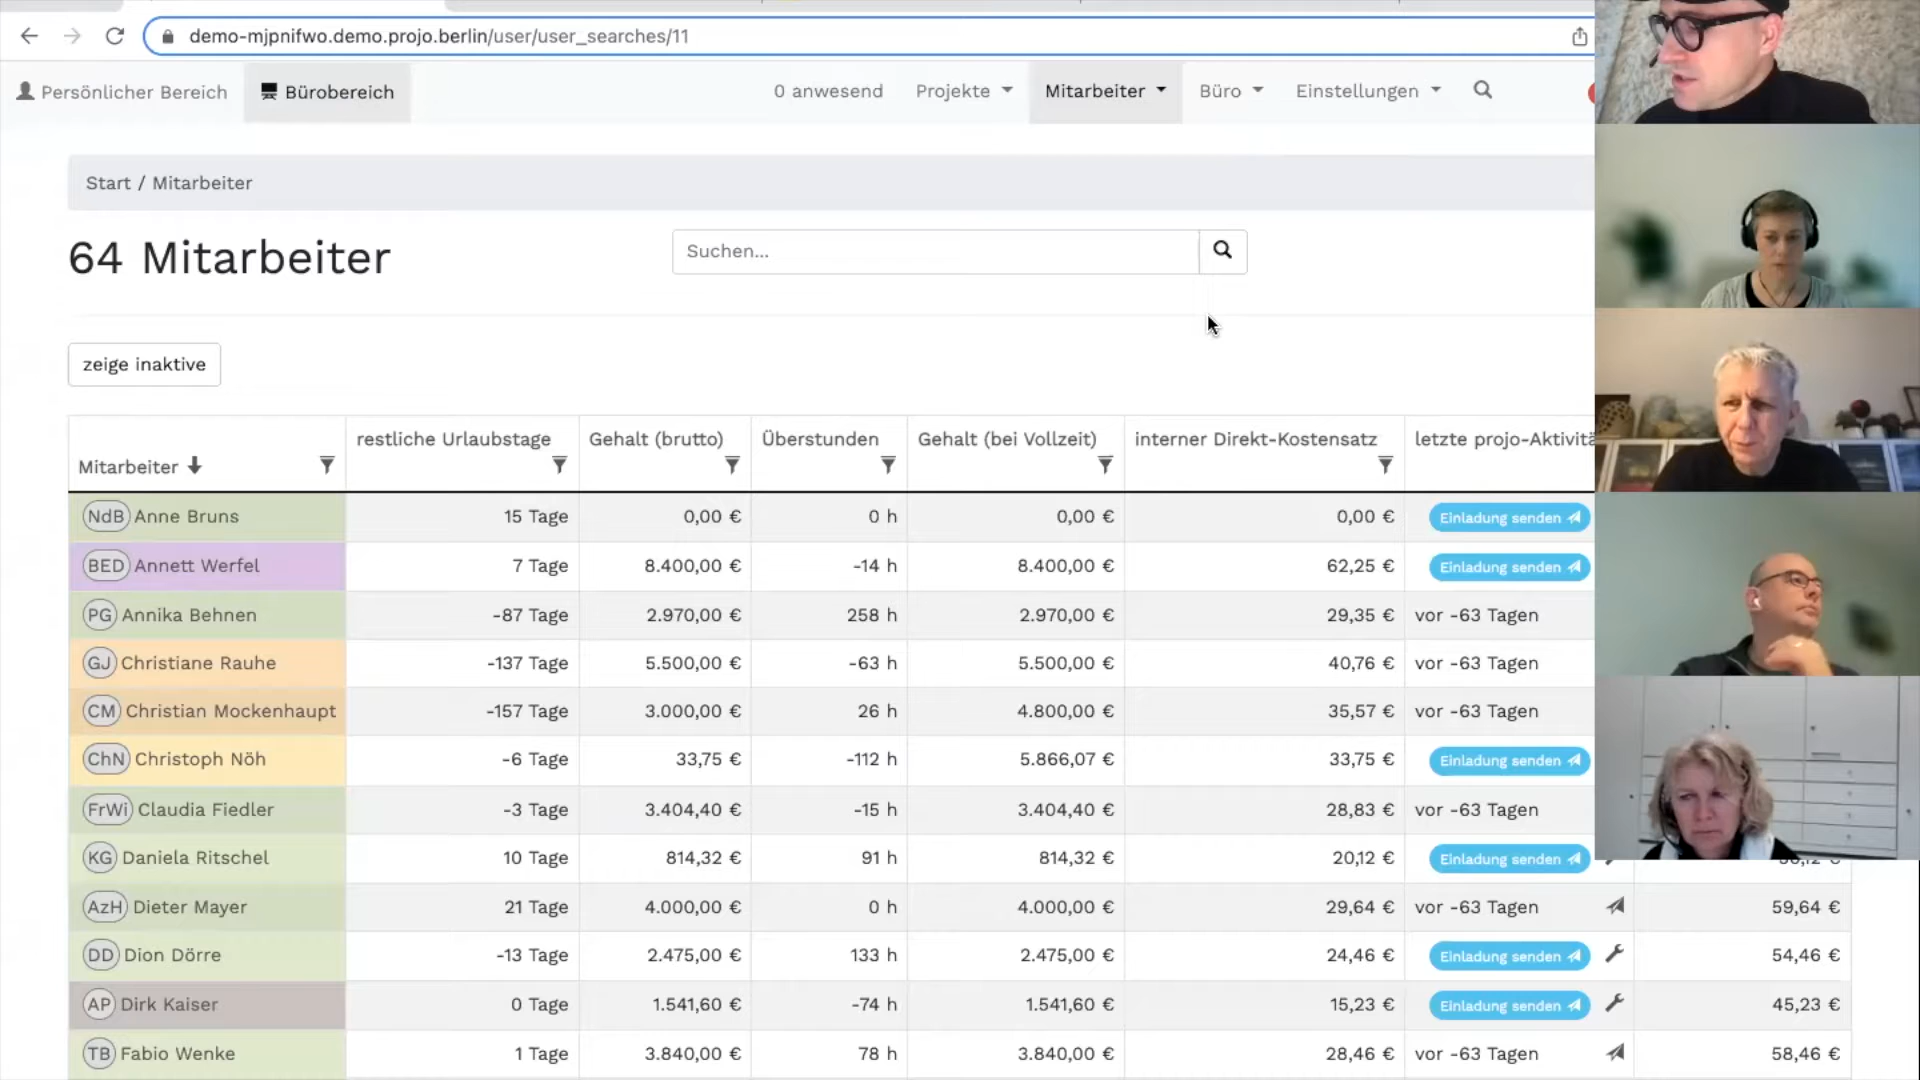 demo-mjpnifwo.demo.projo.berlin/user/user_searches/11
Persönlicher Bereich Bürobereich 0 anwesend Projekte Mitarbeiter Büro Einstellungen
Start / Mitarbeiter
64 Mitarbeiter Suchen...
zeige inaktive
Mitarbeiter restliche Urlaubstage Gehalt (brutto) Überstunden Gehalt (bei Vollzeit) interner Direkt-Kostensatz letzte projo-Aktivitä
NdB Anne Bruns 15 Tage 0,00 € 0 h 0,00 € 0,00 € Einladung senden
BED Annett Werfel 7 Tage 8.400,00 € -14 h 8.400,00 € 62,25 € Einladung senden
PG Annika Behnen -87 Tage 2.970,00 € 258 h 2.970,00 € 29,35 € vor -63 Tagen
GJ Christiane Rauhe -137 Tage 5.500,00 € -63 h 5.500,00 € 40,76 € vor -63 Tagen
CM Christian Mockenhaupt -157 Tage 3.000,00 € 26 h 4.800,00 € 35,57 € vor -63 Tagen
ChN Christoph Nöh -6 Tage 33,75 € -112 h 5.866,07 € 33,75 € Einladung senden
FrWi Claudia Fiedler -3 Tage 3.404,40 € -15 h 3.404,40 € 28,83 € vor -63 Tagen
KG Daniela Ritschel 10 Tage 814,32 € 91 h 814,32 € 20,12 € Einladung senden
AzH Dieter Mayer 21 Tage 4.000,00 € 0 h 4.000,00 € 29,64 € vor -63 Tagen 59,64 €
DD Dion Dörre -13 Tage 2.475,00 € 133 h 2.475,00 € 24,46 € Einladung senden 54,46 €
AP Dirk Kaiser 0 Tage 1.541,60 € -74 h 1.541,60 € 15,23 € Einladung senden 45,23 €
TB Fabio Wenke 1 Tage 3.840,00 € 78 h 3.840,00 € 28,46 € vor -63 Tagen 58,46 €